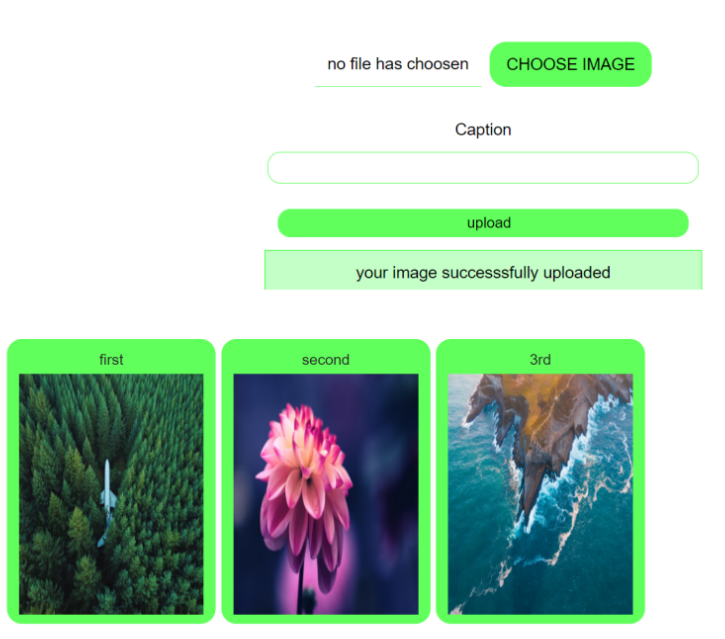 no file has choosen CHOOSE IMAGE
Caption
upload
your image successsfully uploaded
first second 3rd